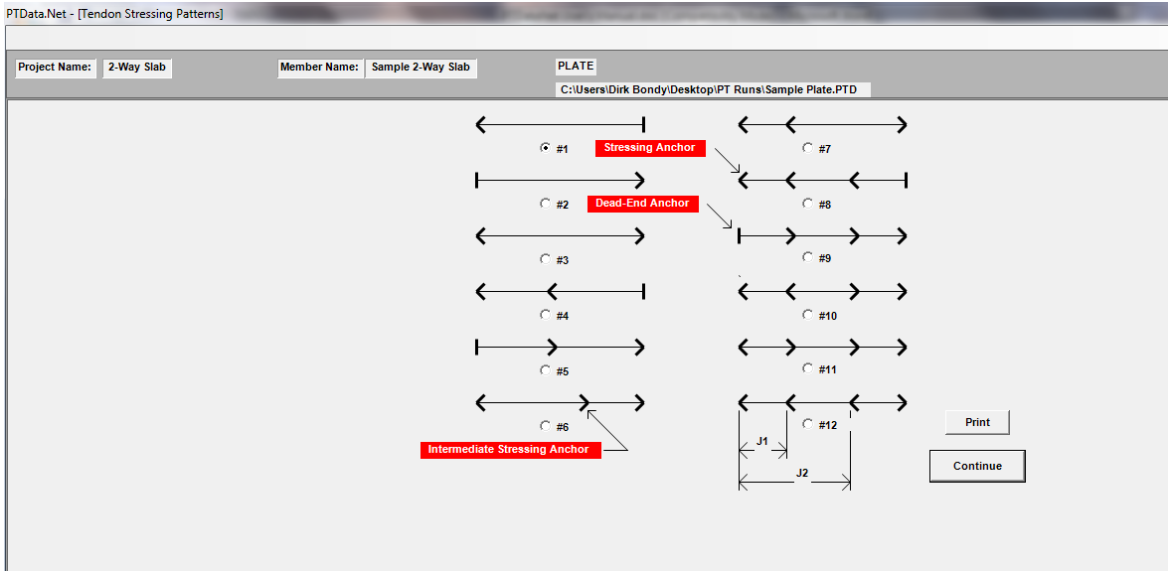 PTData.Net - [Tendon Stressing Patterns]
Project Name: 2-Way Slab Member Name: Sample 2-Way Slab PLATE
C:\Users\Dirk Bondy\Desktop\PT Runs\Sample Plate.PTD
#1 Stressing Anchor #7
#2 Dead-End Anchor #8
#3 #9
#4 #10
#5 #11
#6 #12
Print
J1
Intermediate Stressing Anchor
Continue
J2